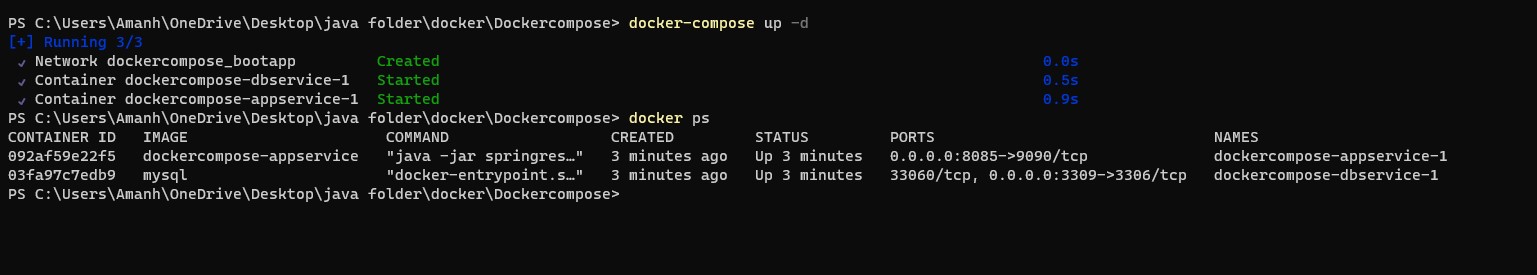 PS C:\Users\Amanh\OneDrive\Desktop\java folder\docker\Dockercompose> docker-compose up -d
[+] Running 3/3
✓ Network dockercompose_bootapp Created 0.0s
✓ Container dockercompose-dbservice-1 Started 0.5s
✓ Container dockercompose-appservice-1 Started 0.9s
PS C:\Users\Amanh\OneDrive\Desktop\java folder\docker\Dockercompose> docker ps
CONTAINER ID IMAGE COMMAND CREATED STATUS PORTS NAMES
092af59e22f5 dockercompose-appservice "java -jar springres…" 3 minutes ago Up 3 minutes 0.0.0.0:8085->9090/tcp dockercompose-appservice-1
03fa97c7edb9 mysql "docker-entrypoint.s…" 3 minutes ago Up 3 minutes 33060/tcp, 0.0.0.0:3309->3306/tcp dockercompose-dbservice-1
PS C:\Users\Amanh\OneDrive\Desktop\java folder\docker\Dockercompose>